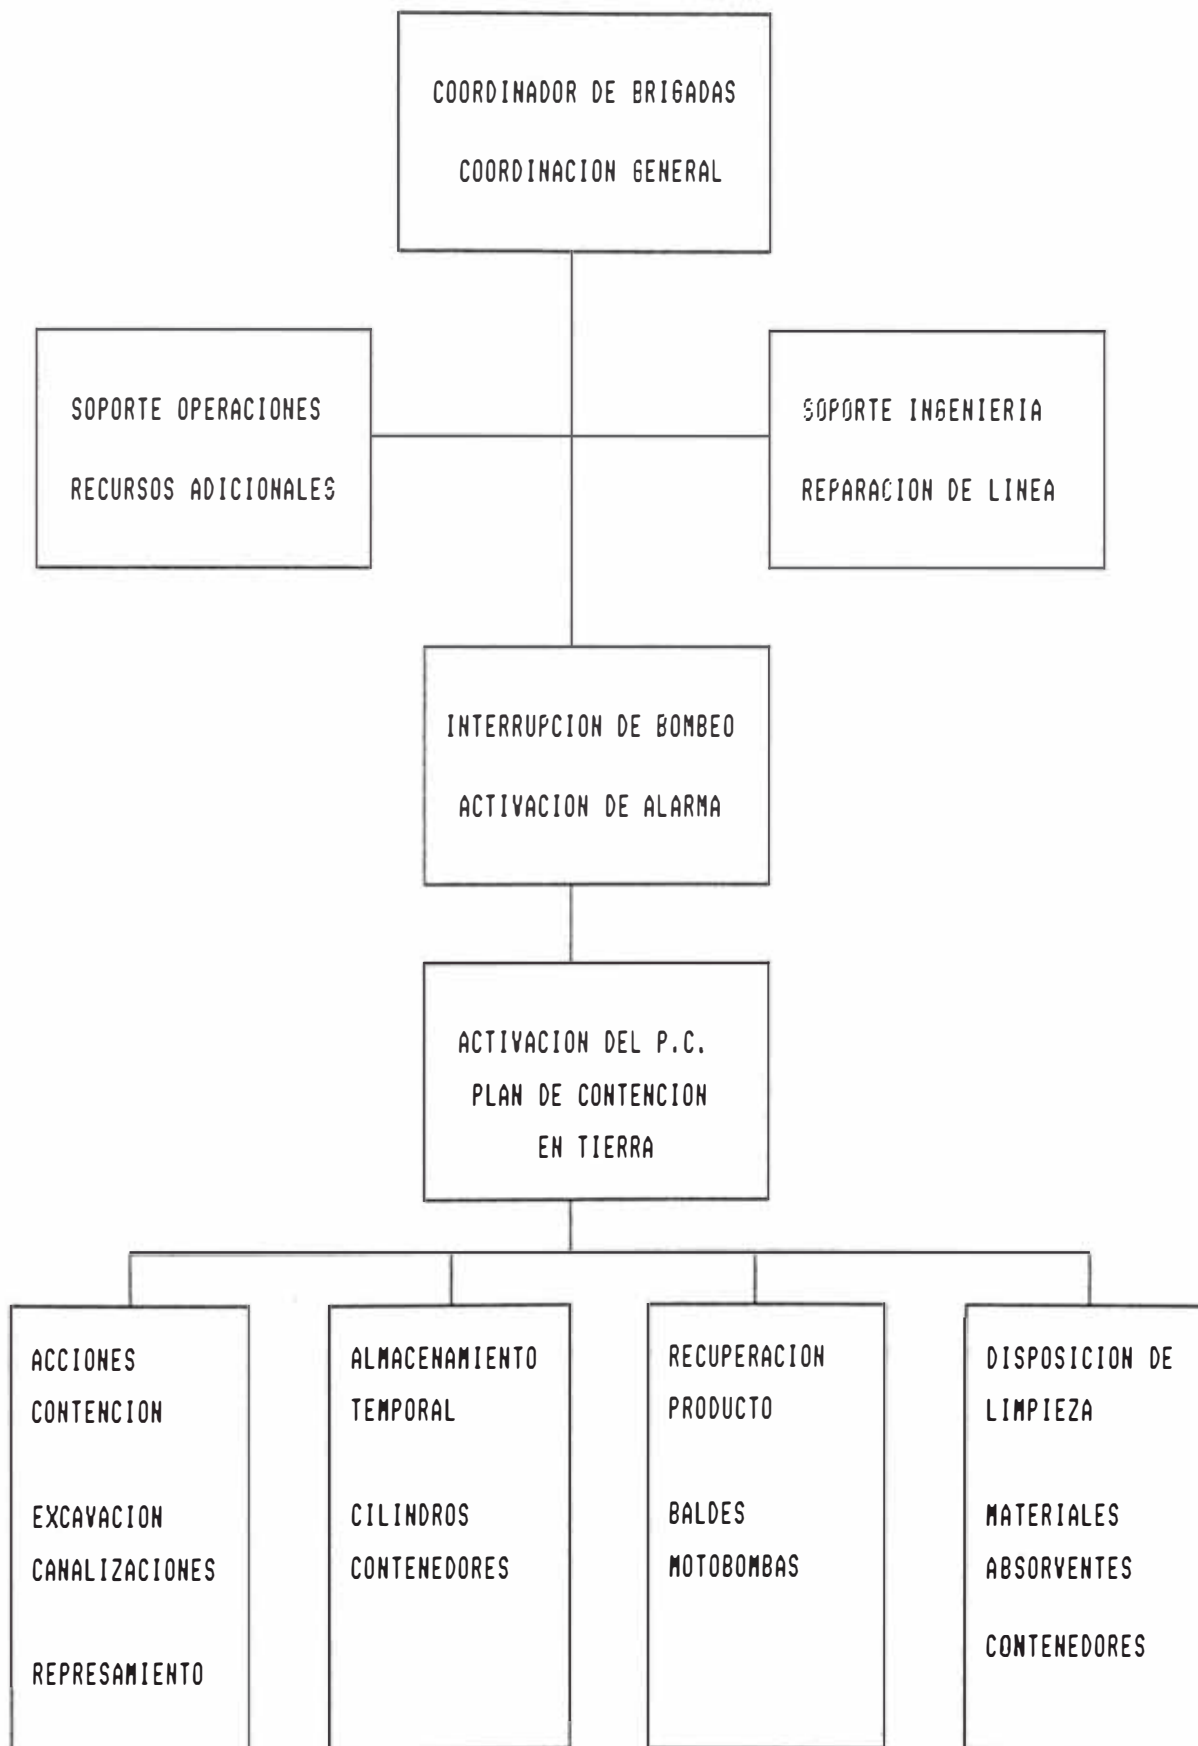 COORDINADOR DE BRIGADAS
COORDINACION GENERAL
SOPORTE OPERACIONES
RECURSOS ADICIONALES
SOPORTE INGENIERIA
REPARACION DE LINEA
INTERRUPCION DE BOMBEO
ACTIVACION DE ALARMA
ACTIVACION DEL P.C.
PLAN DE CONTENCION
EN TIERRA
ACCIONES
CONTENCION
EXCAVACION
CANALIZACIONES
REPRESAMIENTO
ALMACENAMIENTO
TEMPORAL
CILINDROS
CONTENEDORES
RECUPERACION
PRODUCTO
BALDES
MOTOBOMBAS
DISPOSICION DE
LIMPIEZA
MATERIALES
ABSORVENTES
CONTENEDORES